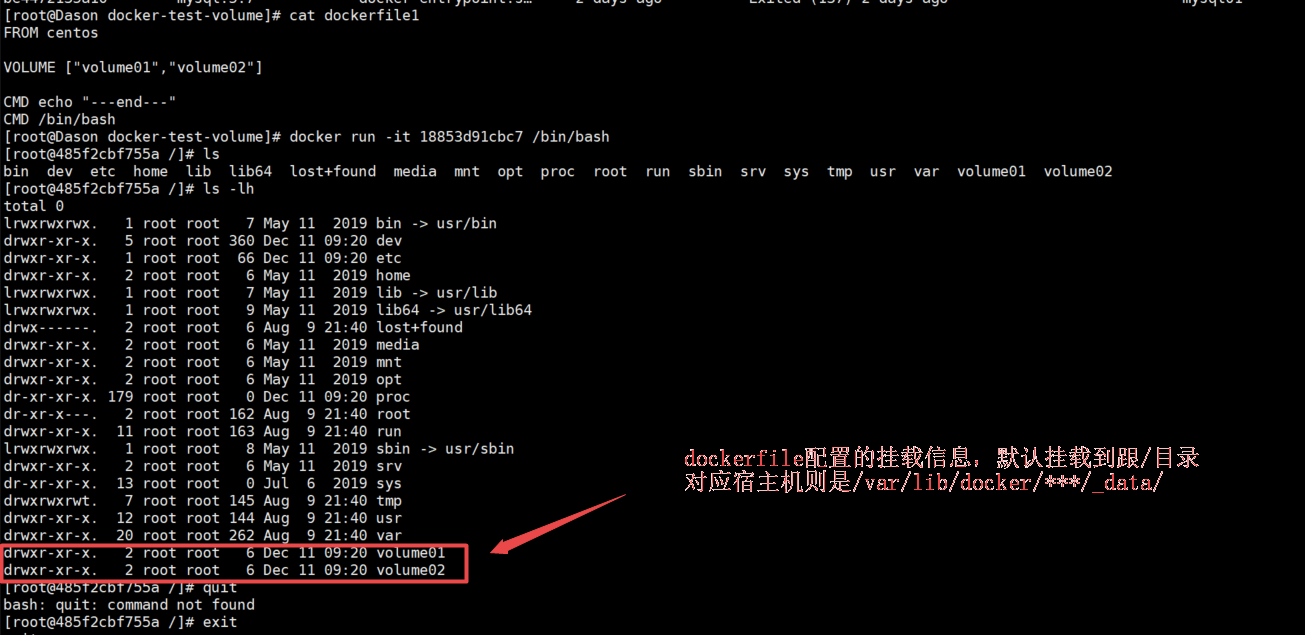 [root@Dason docker-test-volume]# cat dockerfile1
FROM centos
VOLUME ["volume01","volume02"]
CMD echo "---end---"
CMD /bin/bash
[root@Dason docker-test-volume]# docker run -it 18853d91cbc7 /bin/bash
[root@485f2cbf755a /]# ls
bin dev etc home lib lib64 lost+found media mnt opt proc root run sbin srv sys tmp usr var volume01 volume02
[root@485f2cbf755a /]# ls -lh
total 0
lrwxrwxrwx. 1 root root 7 May 11 2019 bin -> usr/bin
drwxr-xr-x. 5 root root 360 Dec 11 09:20 dev
drwxr-xr-x. 1 root root 66 Dec 11 09:20 etc
drwxr-xr-x. 2 root root 6 May 11 2019 home
lrwxrwxrwx. 1 root root 7 May 11 2019 lib -> usr/lib
lrwxrwxrwx. 1 root root 9 May 11 2019 lib64 -> usr/lib64
drwx------. 2 root root 6 Aug 9 21:40 lost+found
drwxr-xr-x. 2 root root 6 May 11 2019 media
drwxr-xr-x. 2 root root 6 May 11 2019 mnt
drwxr-xr-x. 2 root root 6 May 11 2019 opt
dr-xr-xr-x. 179 root root 0 Dec 11 09:20 proc
dr-xr-x---. 2 root root 162 Aug 9 21:40 root
drwxr-xr-x. 11 root root 163 Aug 9 21:40 run
lrwxrwxrwx. 1 root root 8 May 11 2019 sbin -> usr/sbin
drwxr-xr-x. 2 root root 6 May 11 2019 srv
dr-xr-xr-x. 13 root root 0 Jul 6 2019 sys
drwxrwxrwt. 7 root root 145 Aug 9 21:40 tmp
drwxr-xr-x. 12 root root 144 Aug 9 21:40 usr
drwxr-xr-x. 20 root root 262 Aug 9 21:40 var
drwxr-xr-x. 2 root root 6 Dec 11 09:20 volume01
drwxr-xr-x. 2 root root 6 Dec 11 09:20 volume02
[root@485f2cbf755a /]# quit
bash: quit: command not found
[root@485f2cbf755a /]# exit
dockerfile配置的挂载信息，默认挂载到跟/目录
对应宿主机则是/var/lib/docker/***/_data/